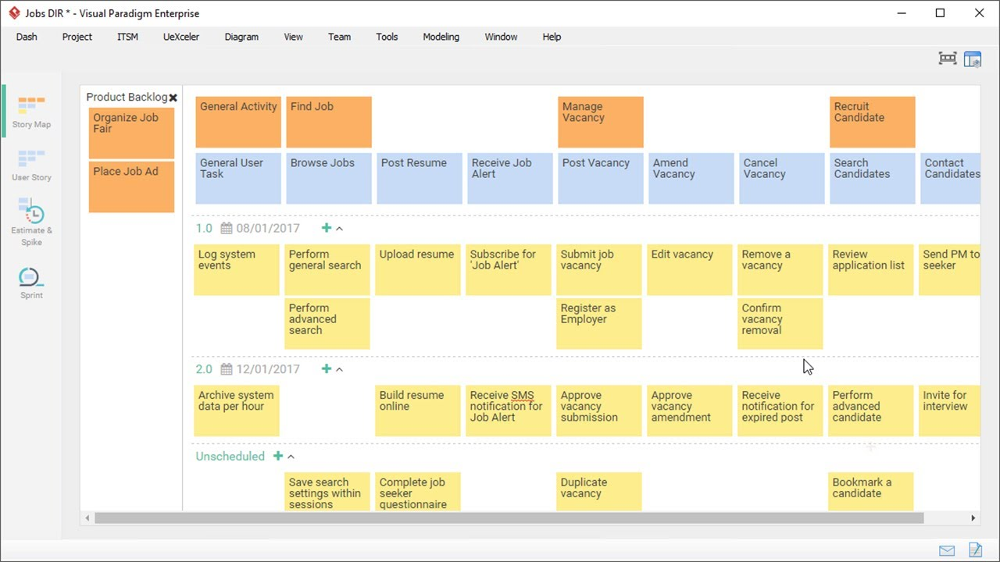 Jobs DIR * - Visual Paradigm Enterprise
Dash Project ITSM UeXceler Diagram View Team Tools Modeling Window Help
Story Map
User Story
Estimate &
Spike
Sprint
Product Backlog
Organize Job
Fair
Place Job Ad
General Activity
Find Job
Manage
Vacancy
Recruit
Candidate
General User
Task
Browse Jobs
Post Resume
Receive Job
Alert
Post Vacancy
Amend
Vacancy
Cancel
Vacancy
Search
Candidates
Contact
Candidates
1.0 08/01/2017
Log system
events
Perform
general search
Upload resume
Subscribe for
'Job Alert'
Submit job
vacancy
Edit vacancy
Remove a
vacancy
Review
application list
Send PM to
seeker
Perform
advanced
search
Register as
Employer
Confirm
vacancy
removal
2.0 12/01/2017
Archive system
data per hour
Build resume
online
Receive SMS
notification for
Job Alert
Approve
vacancy
submission
Approve
vacancy
amendment
Receive
notification for
expired post
Perform
advanced
candidate
Invite for
interview
Unscheduled
Save search
settings within
sessions
Complete job
seeker
questionnaire
Duplicate
vacancy
Bookmark a
candidate